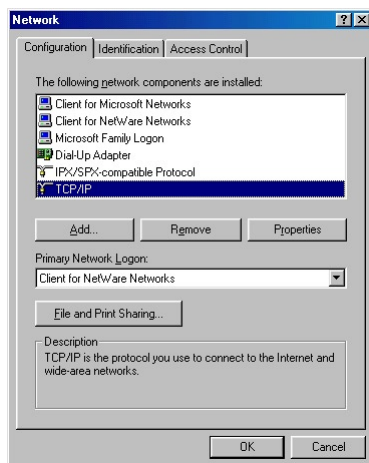 Network
Configuration Identification Access Control
The following network components are installed:
Client for Microsoft Networks
Client for NetWare Networks
Microsoft Family Logon
Dial-Up Adapter
IPX/SPX-compatible Protocol
TCP/IP
Add... Remove Properties
Primary Network Logon:
Client for NetWare Networks
File and Print Sharing...
Description
TCP/IP is the protocol you use to connect to the Internet and
wide-area networks.
OK Cancel